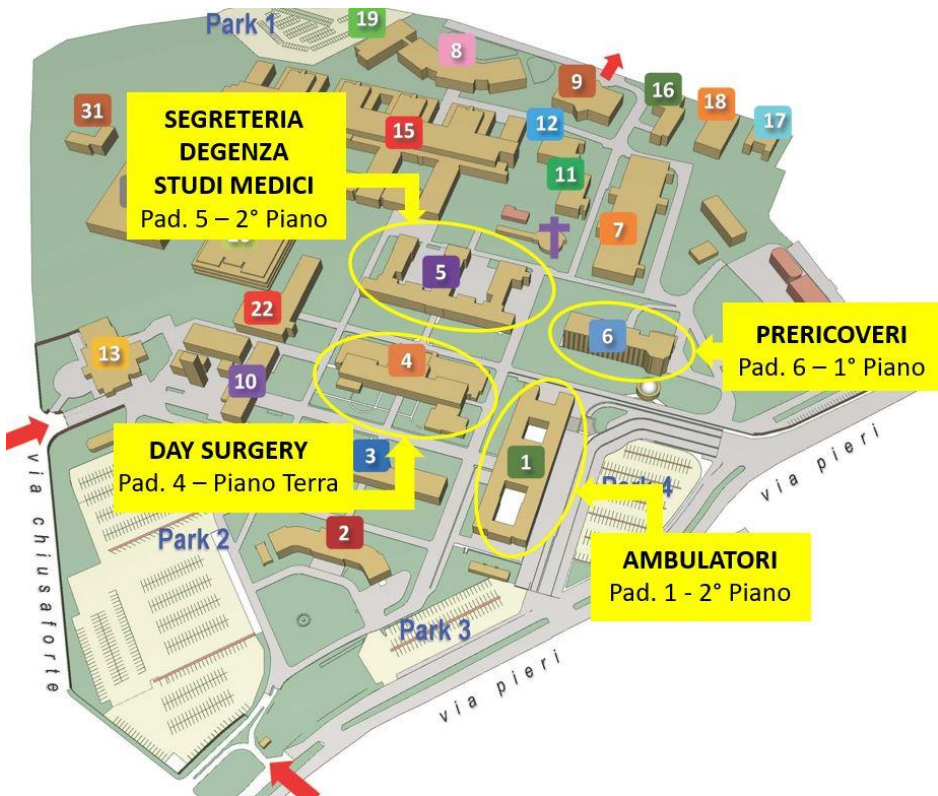 Park 1
19
8
9
16
18
17
31
15
12
11
7
SEGRETERIA
DEGENZA
STUDI MEDICI
Pad. 5 – 2° Piano
5
22
6
PRERICOVERI
Pad. 6 – 1° Piano
13
4
10
DAY SURGERY
Pad. 4 – Piano Terra
3
1
2
Park 2
Park 3
Park 4
AMBULATORI
Pad. 1 - 2° Piano
via chiusaforte
via pieri
via pieri